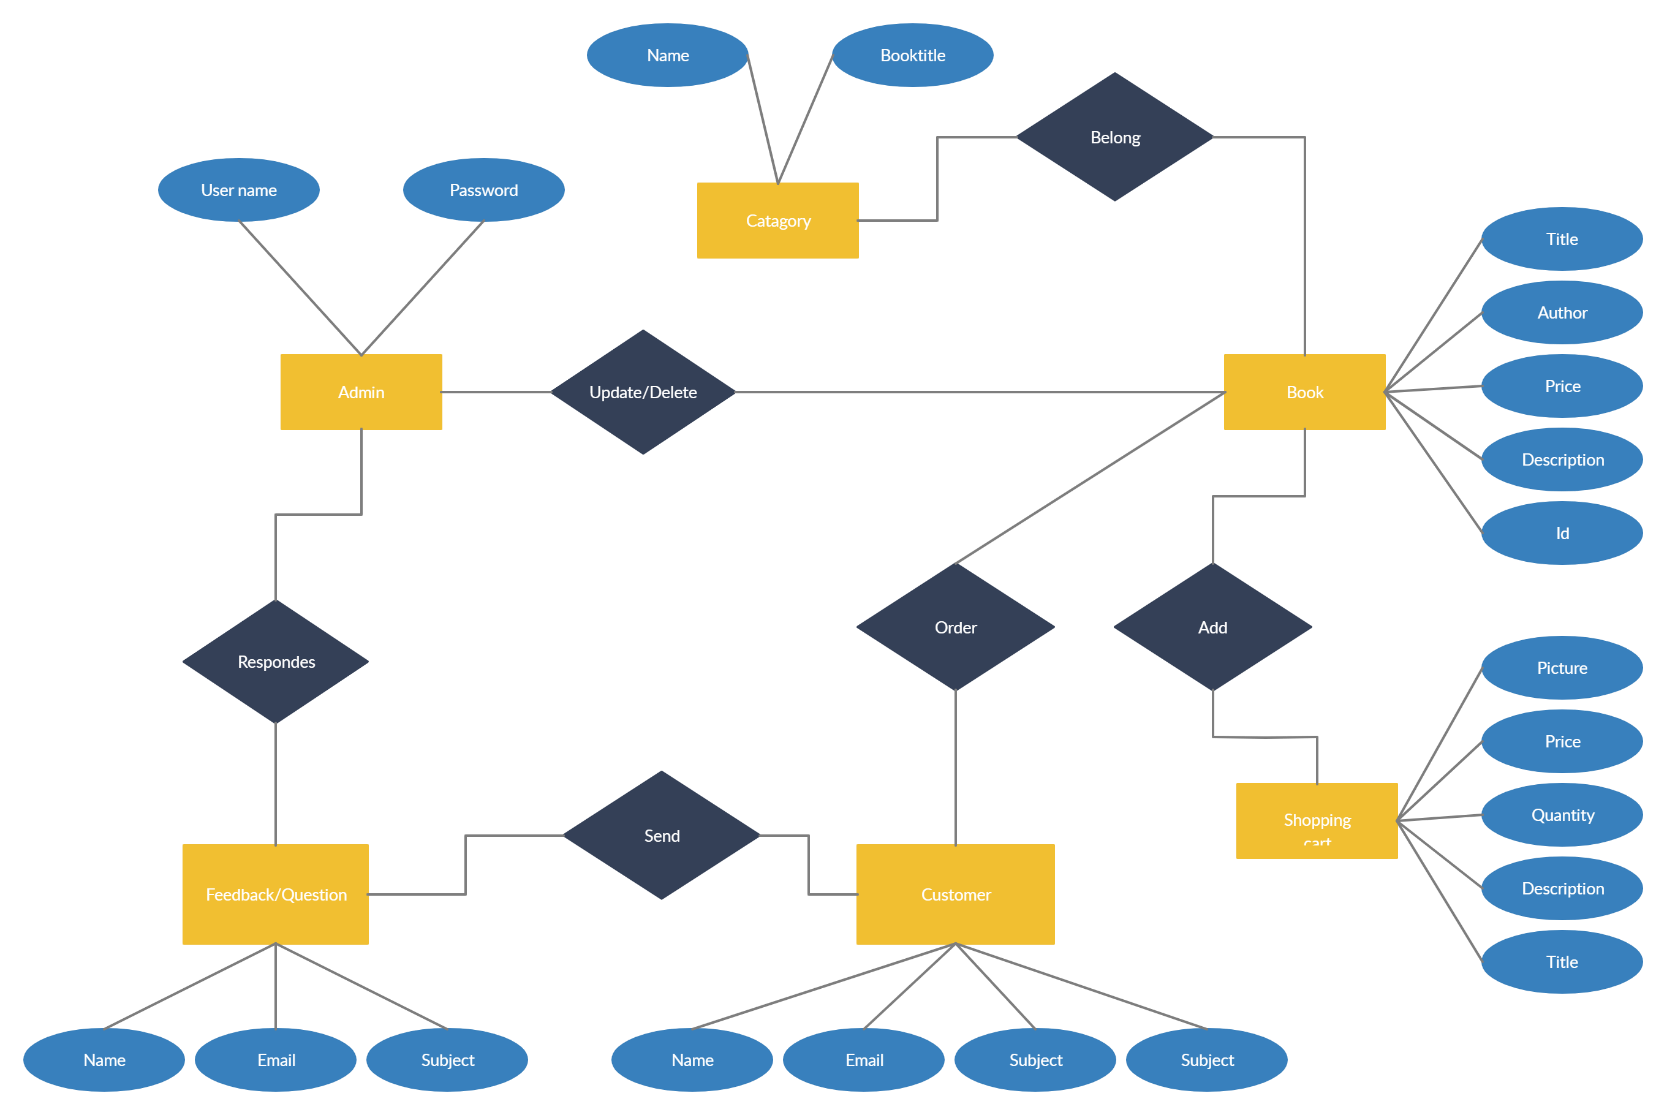 Name
Booktitle
Belong
User name
Password
Catagory
Title
Author
Admin
Update/Delete
Book
Price
Description
Id
Order
Add
Respondes
Picture
Price
Send
Shopping
cart
Quantity
Feedback/Question
Customer
Description
Title
Name
Email
Subject
Name
Email
Subject
Subject